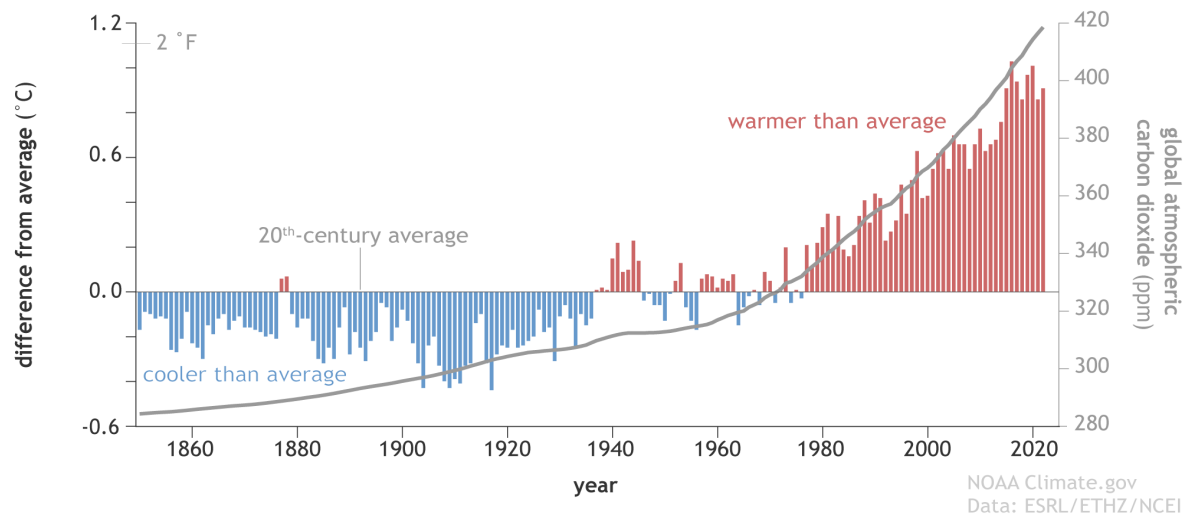 1.2
2 °F
0.6
0.0
-0.6
difference from average (°C)
warmer than average
20th-century average
cooler than average
420
400
380
360
340
320
300
280
global atmospheric
carbon dioxide (ppm)
1860
1880
1900
1920
1940
1960
1980
2000
2020
year
NOAA Climate.gov
Data: ESRL/ETHZ/NCEI